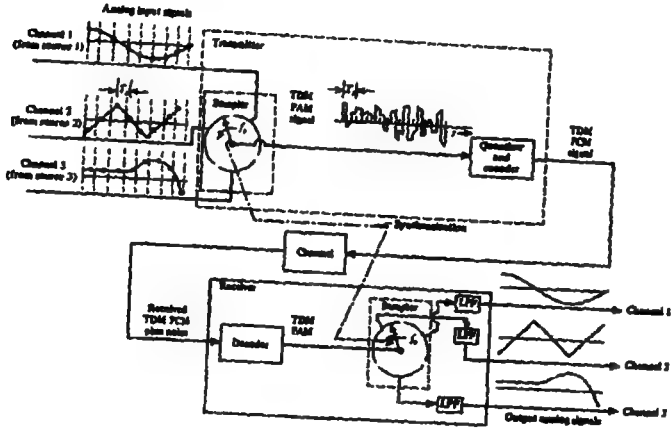 Analog input signals
Channel 1
(from source 1)
Transmitter
Channel 2
(from source 2)
Sampler
TDM
PAM
signal
Quantizer
and
encoder
TDM
PCM
signal
Channel 3
(from source 3)
Synchronization
Channel
Receiver
Sampler
LPF
Channel 1
Received
TDM PCM
plus noise
TDM
PAM
LPF
Decoder
Channel 2
LPF
Channel 3
Output analog signals